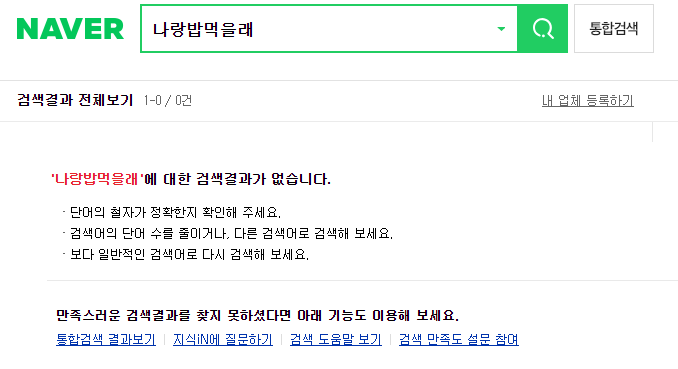 NAVER 나랑밥먹을래 통합검색
검색결과 전체보기 1-0 / 0건 내 업체 등록하기
'나랑밥먹을래'에 대한 검색결과가 없습니다.
· 단어의 철자가 정확한지 확인해 주세요.
· 검색어의 단어 수를 줄이거나, 다른 검색어로 검색해 보세요.
· 보다 일반적인 검색어로 다시 검색해 보세요.
만족스러운 검색결과를 찾지 못하셨다면 아래 기능도 이용해 보세요.
통합검색 결과보기 | 지식iN에 질문하기 | 검색 도움말 보기 | 검색 만족도 설문 참여